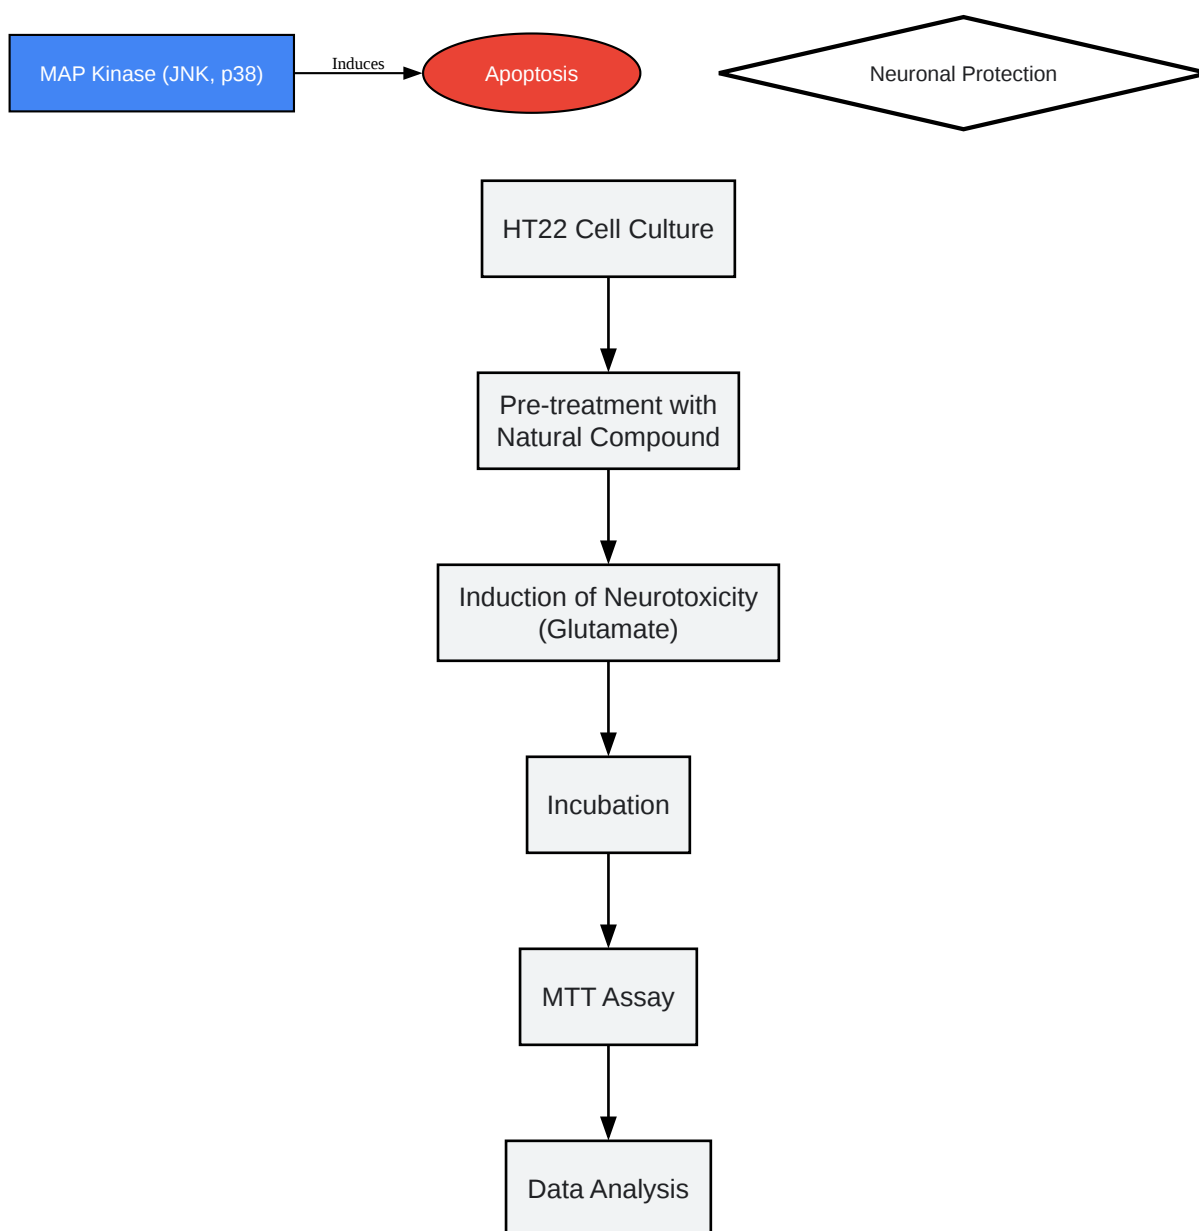 MAP Kinase (JNK, p38)
Induces
Apoptosis
Neuronal Protection
HT22 Cell Culture
Pre-treatment with
Natural Compound
Induction of Neurotoxicity
(Glutamate)
Incubation
MTT Assay
Data Analysis